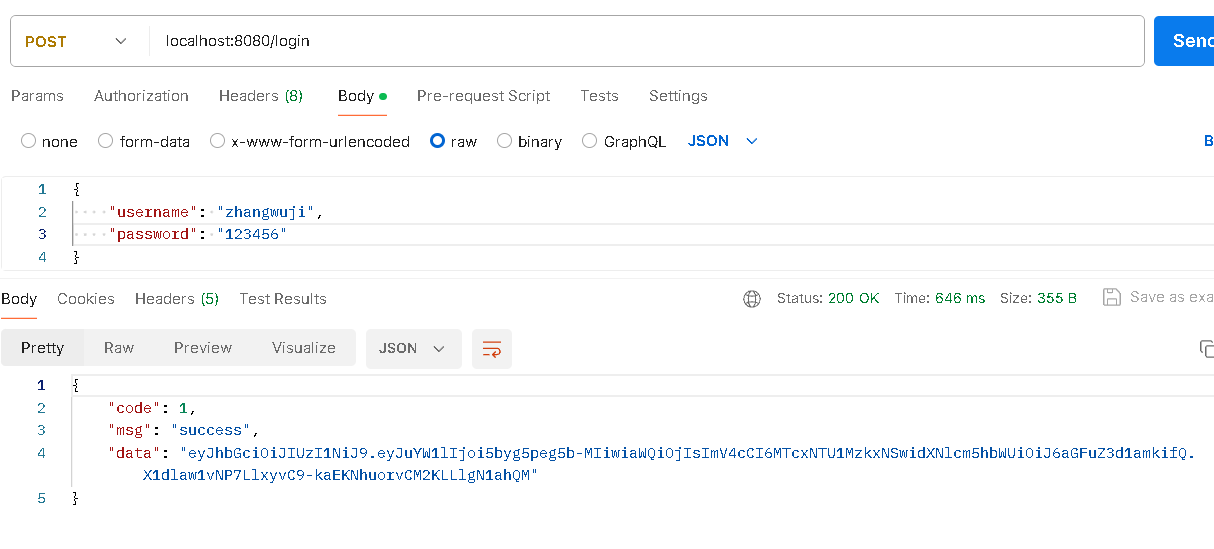 POST localhost:8080/login Send
Params Authorization Headers (8) Body Pre-request Script Tests Settings
none form-data x-www-form-urlencoded raw binary GraphQL JSON B
1 {
2 "username": "zhangwuji",
3 "password": "123456"
4 }
Body Cookies Headers (5) Test Results Status: 200 OK Time: 646 ms Size: 355 B Save as exa
Pretty Raw Preview Visualize JSON
1 {
2 "code": 1,
3 "msg": "success",
4 "data": "eyJhbGciOiJIUzI1NiJ9.eyJuYW1lIjoi5byg5peg5b-MIiwiaWQiOjIsImV4cCI6MTcxNTU1MzkxNSwidXNlcm5hbWUiOiJ6aGFuZ3d1amkifQ.
X1dlaw1vNP7LlxyvC9-kaEKNhuorvCM2KLLlgN1ahQM"
5 }